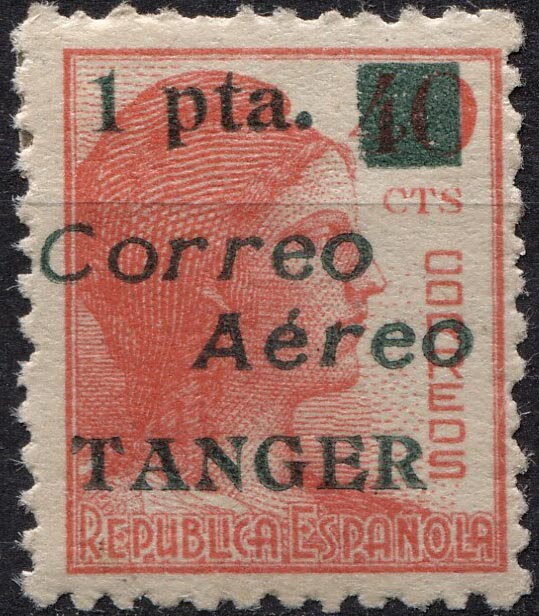 1 pta. 40
CTS
Correo
Aéreo
CORREOS
TANGER
REPUBLICA ESPAÑOLA